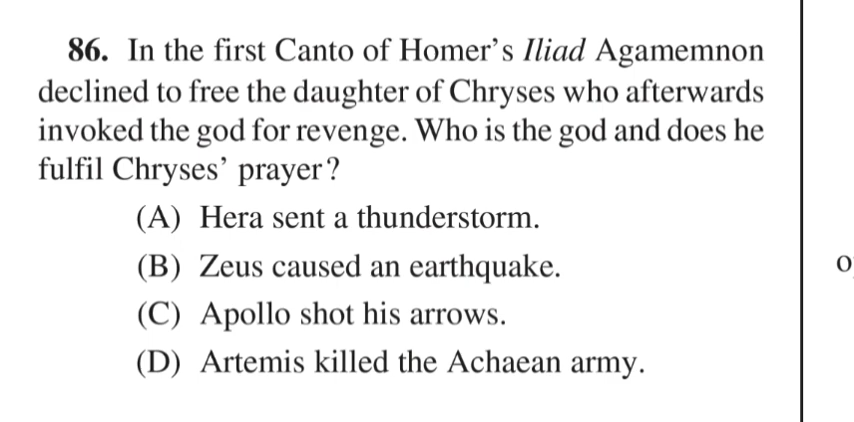 86. In the first Canto of Homer’s Iliad Agamemnon
declined to free the daughter of Chryses who afterwards
invoked the god for revenge. Who is the god and does he
fulfil Chryses’ prayer?
(A) Hera sent a thunderstorm.
(B) Zeus caused an earthquake.
(C) Apollo shot his arrows.
(D) Artemis killed the Achaean army.